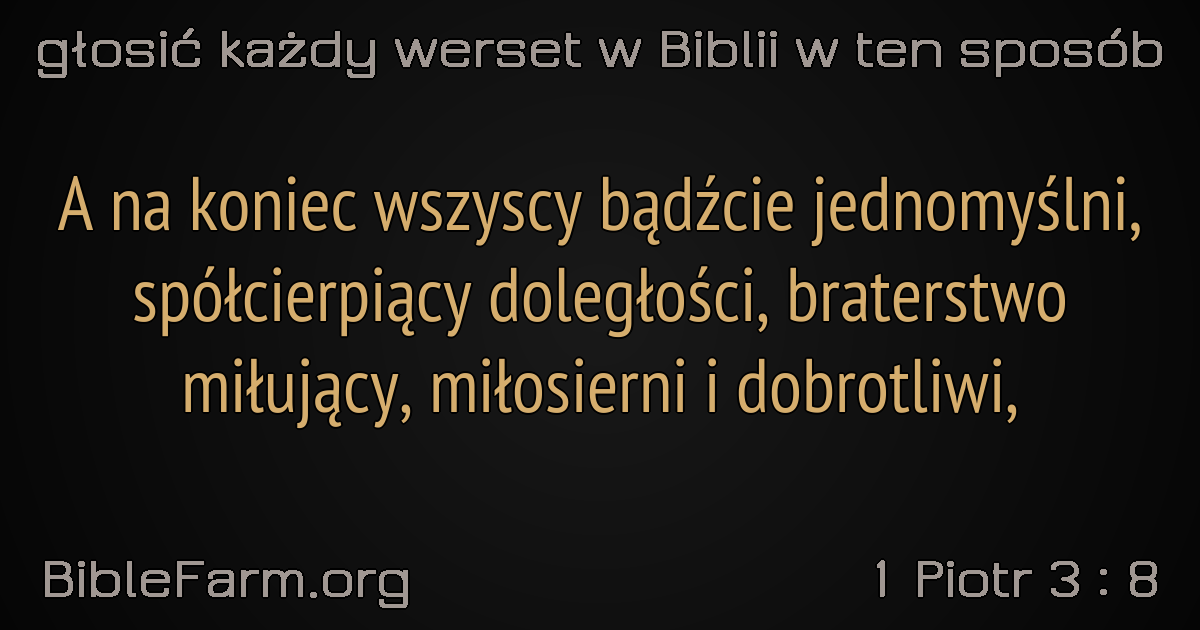 głosić każdy werset w Biblii w ten sposób
A na koniec wszyscy bądźcie jednomyślni,
spółcierpiący doległości, braterstwo
miłujący, miłosierni i dobrotliwi,
BibleFarm.org
1 Piotr 3 : 8